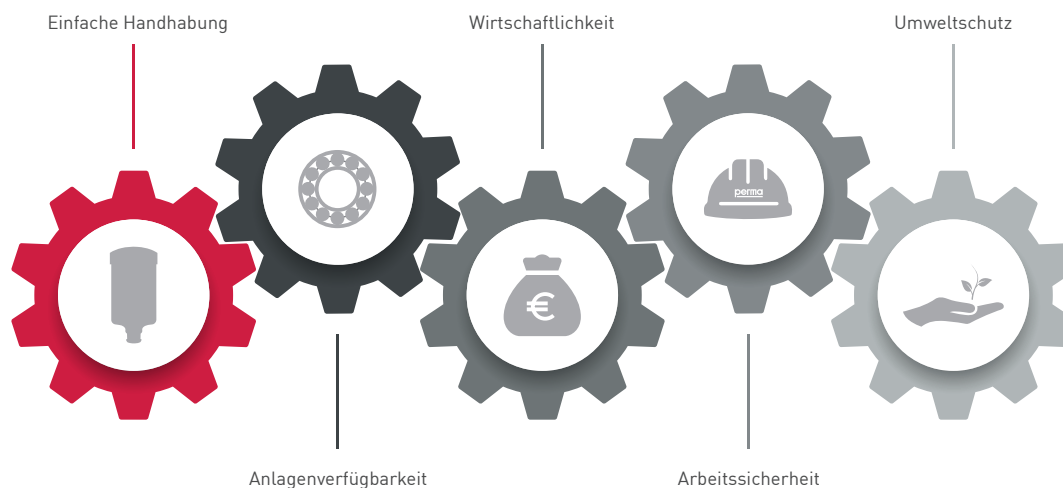 Einfache Handhabung
Wirtschaftlichkeit
Umweltschutz
perma
€
Anlagenverfügbarkeit
Arbeitssicherheit